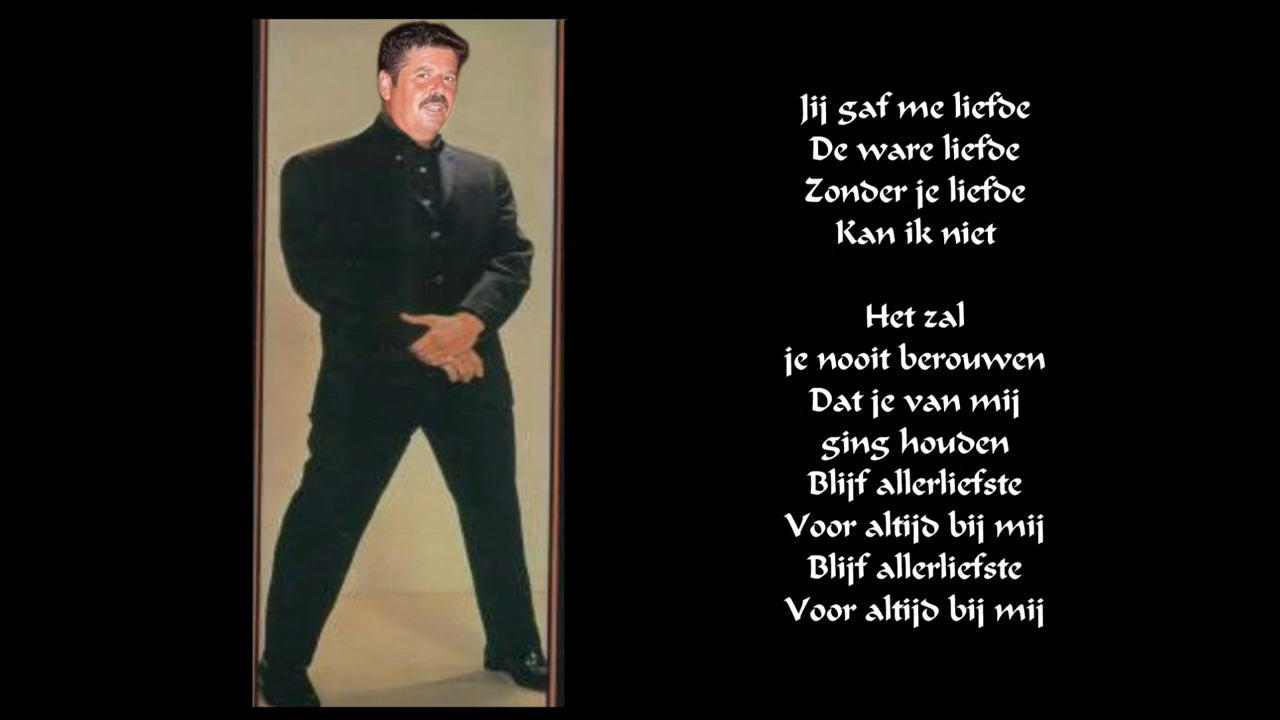 Jij gaf me liefde
De ware liefde
Zonder je liefde
Kan ik niet
Het zal
je nooit berouwen
Dat je van mij
ging houden
Blijf allerliefste
Voor altijd bij mij
Blijf allerliefste
Voor altijd bij mij